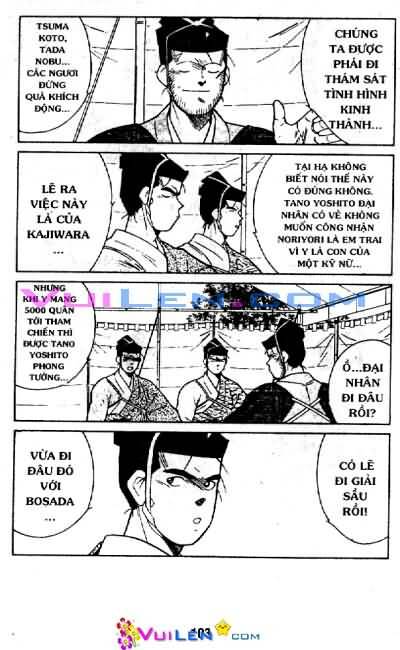 TSUMA
KOTO,
TADA
NOBU...
CÁC NGƯƠI
ĐỪNG
QUÁ KHÍCH
ĐỘNG...
CHÚNG
TA ĐƯỢC
PHÁI ĐI
THÁM SÁT
TÌNH HÌNH
KINH
THÀNH...
LẼ RA
VIỆC NÀY
LÀ CỦA
KAJIWARA
...
TẠI HẠ KHÔNG
BIẾT NÓI THẾ NÀY
CÓ ĐÚNG KHÔNG.
TANO YOSHITO ĐẠI
NHÂN CÓ VẺ KHÔNG
MUỐN CÔNG NHẬN
NORIYORI LÀ EM TRAI
VÌ Y LÀ CON CỦA
MỘT KỸ NỮ...
NHƯNG
KHI Y MANG
5000 QUÂN
TỚI THAM
CHIẾN THÌ
ĐƯỢC TANO
YOSHITO
PHONG
TƯỚNG...
VUILEN.COM
Ồ...ĐẠI
NHÂN ĐI
ĐÂU
RỒI?
VỪA ĐI
ĐÂU ĐÓ
VỚI
BOSADA
...
CÓ LẼ
ĐI GIẢI
SẦU
RỒI!
103
VUILEN.COM